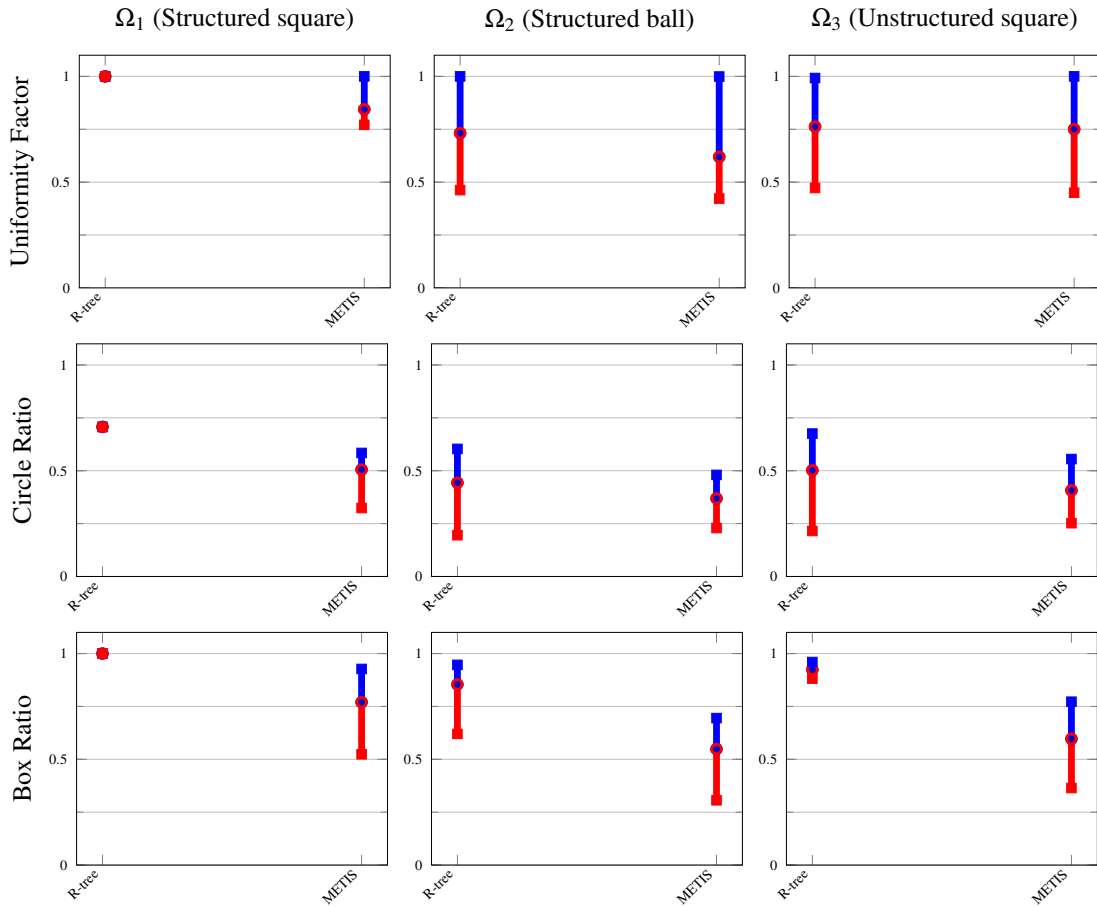 Ω₁ (Structured square)
Ω₂ (Structured ball)
Ω₃ (Unstructured square)
Uniformity Factor
1
0.5
0
R-tree
METIS
1
0.5
0
R-tree
METIS
1
0.5
0
R-tree
METIS
Circle Ratio
1
0.5
0
R-tree
METIS
1
0.5
0
R-tree
METIS
1
0.5
0
R-tree
METIS
Box Ratio
1
0.5
0
R-tree
METIS
1
0.5
0
R-tree
METIS
1
0.5
0
R-tree
METIS